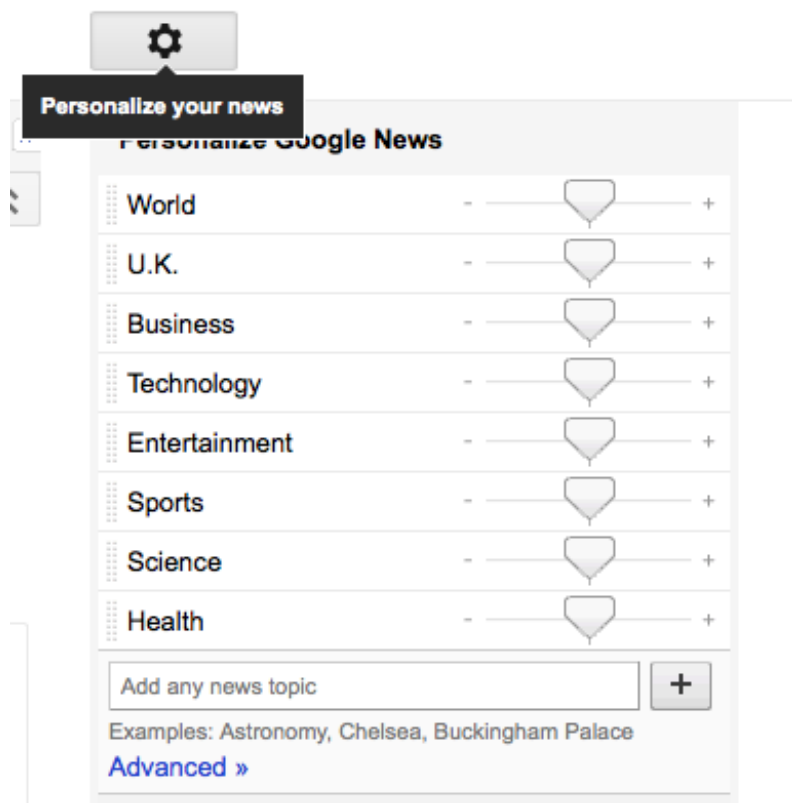 Personalize your news
Personalize Google News
World - +
U.K. - +
Business - +
Technology - +
Entertainment - +
Sports - +
Science - +
Health - +
Add any news topic +
Examples: Astronomy, Chelsea, Buckingham Palace
Advanced »